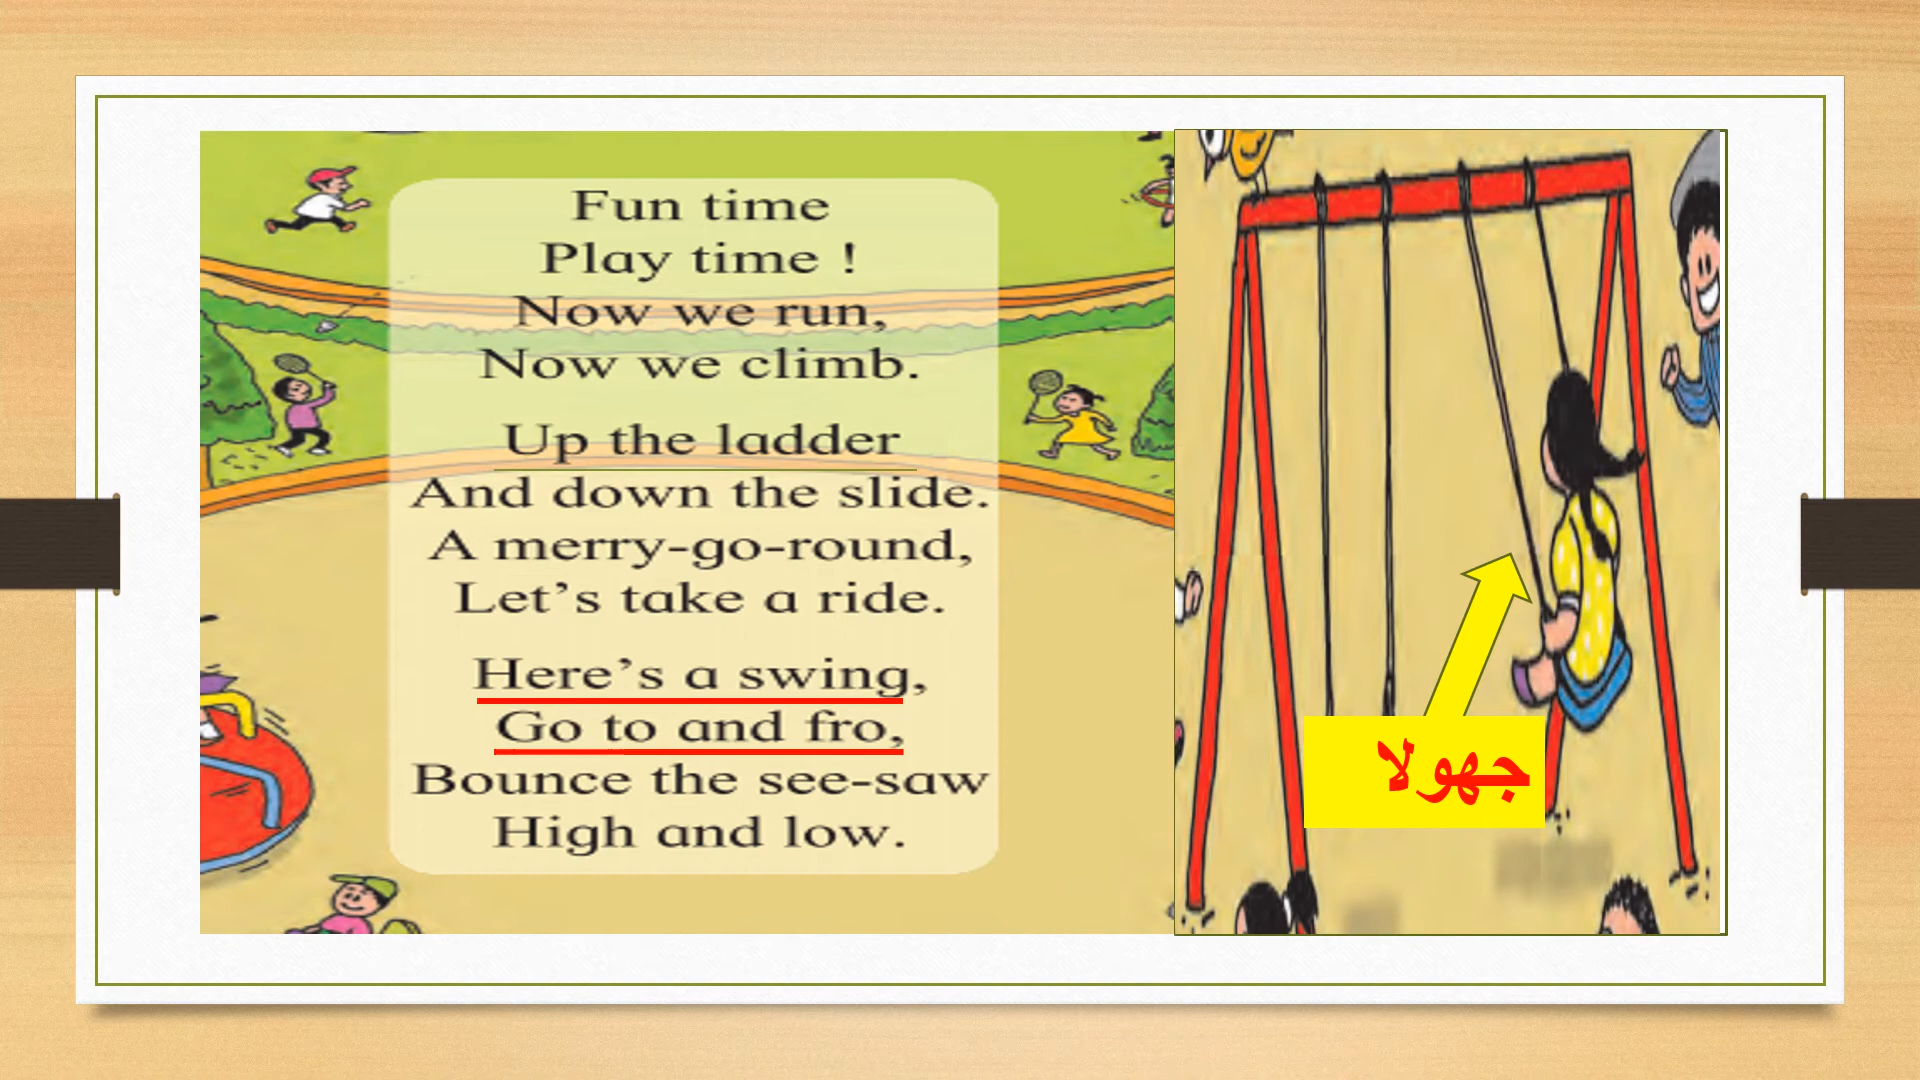 Fun time
Play time !
Now we run,
Now we climb.
Up the ladder
And down the slide.
A merry-go-round,
Let’s take a ride.
Here’s a swing,
Go to and fro,
Bounce the see-saw
High and low.
جھولا